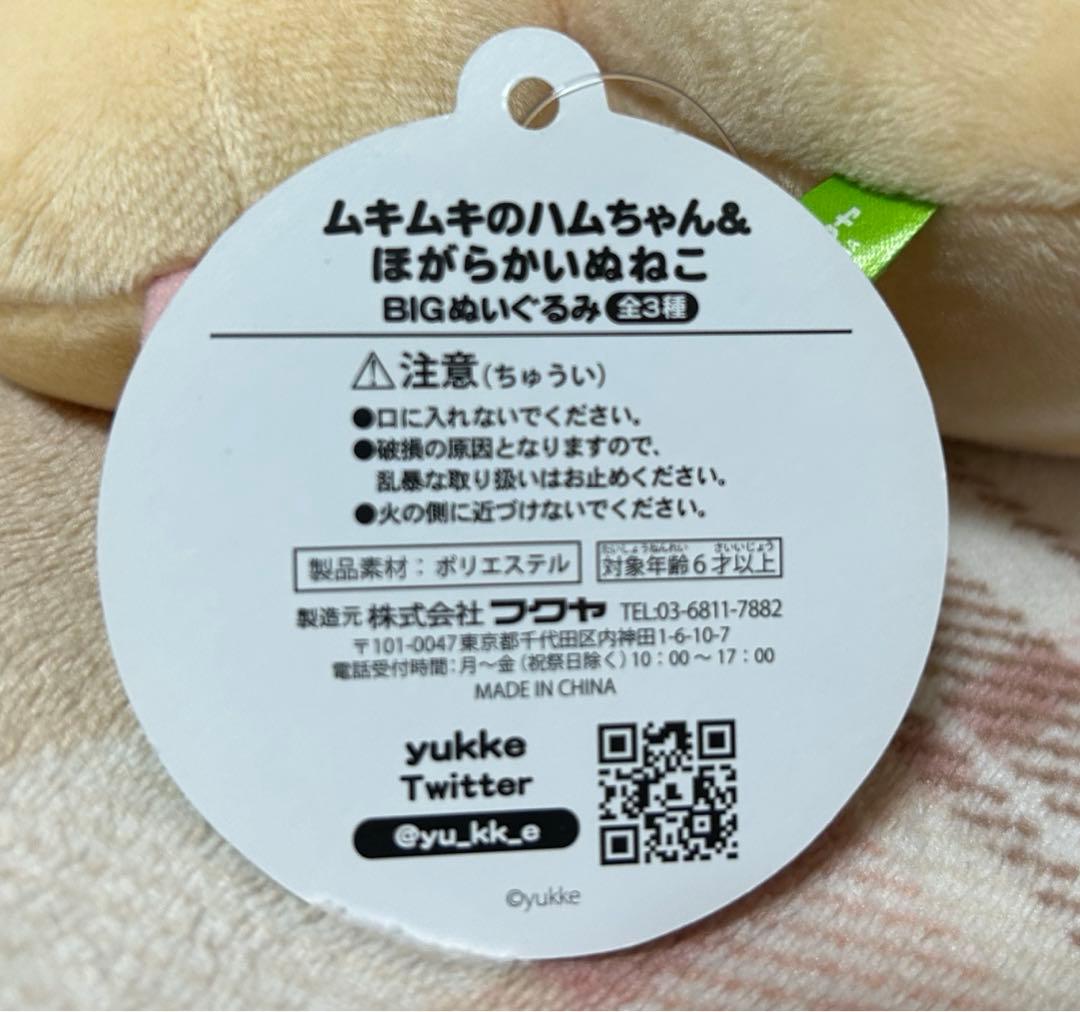 ムキムキのハムちゃん&
ほがらかいぬねこ
BIGぬいぐるみ 全3種
⚠注意(ちゅうい)
●口に入れないでください。
●破損の原因となりますので、
乱暴な取り扱いはお止めください。
●火の側に近づけないでください。
製品素材：ポリエステル
たいしょうねんれい さいいじょう
対象年齢6才以上
製造元 株式会社フクヤ TEL:03-6811-7882
〒101-0047東京都千代田区内神田1-6-10-7
電話受付時間：月〜金（祝祭日除く）10：00〜17：00
MADE IN CHINA
yukke
Twitter
@yu_kk_e
©yukke